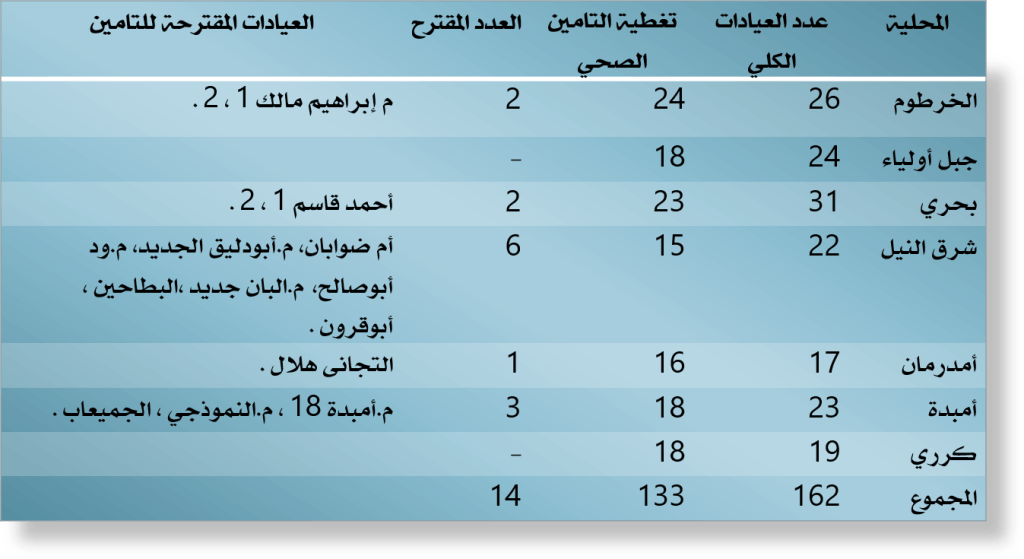 المحلية عدد العيادات تغطية التامين العدد المقترح العيادات المقترحة للتامين
الكلي الصحي
الخرطوم 26 24 2 م إبراهيم مالك 1 ، 2 .
جبل أولياء 24 18 –
بحري 31 23 2 أحمد قاسم 1 ، 2 .
شرق النيل 22 15 6 أم ضوابان، م.أبودليق الجديد، م.ود
أبوصالح، م.البان جديد ،البطاحين ،
أبوقرون .
أمدرمان 17 16 1 التجانى هلال .
أمبدة 23 18 3 م.أمبدة 18 ، م.النموذجي ، الجميعاب .
كرري 19 18 –
المجموع 162 133 14